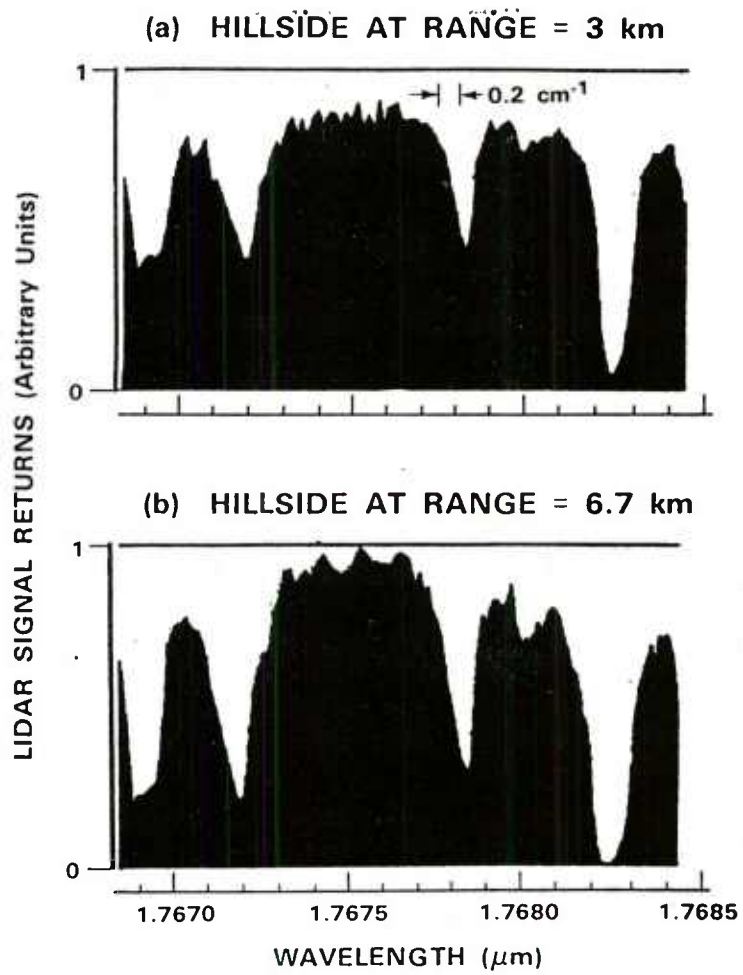 (a) HILLSIDE AT RANGE = 3 km
1
0.2 cm⁻¹
0
LIDAR SIGNAL RETURNS (Arbitrary Units)
(b) HILLSIDE AT RANGE = 6.7 km
1
0
1.7670 1.7675 1.7680 1.7685
WAVELENGTH (μm)